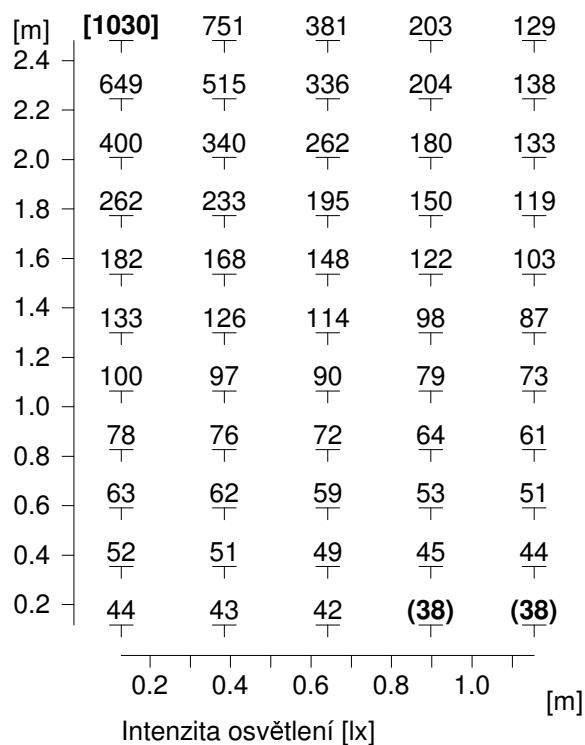 [m] [1030] 751 381 203 129
2.4
649 515 336 204 138
2.2
400 340 262 180 133
2.0
262 233 195 150 119
1.8
182 168 148 122 103
1.6
133 126 114 98 87
1.4
1.2
100 97 90 79 73
1.0
78 76 72 64 61
0.8
63 62 59 53 51
0.6
52 51 49 45 44
0.4
0.2 44 43 42 (38) (38)
0.2 0.4 0.6 0.8 1.0
[m]
Intenzita osvětlení [lx]